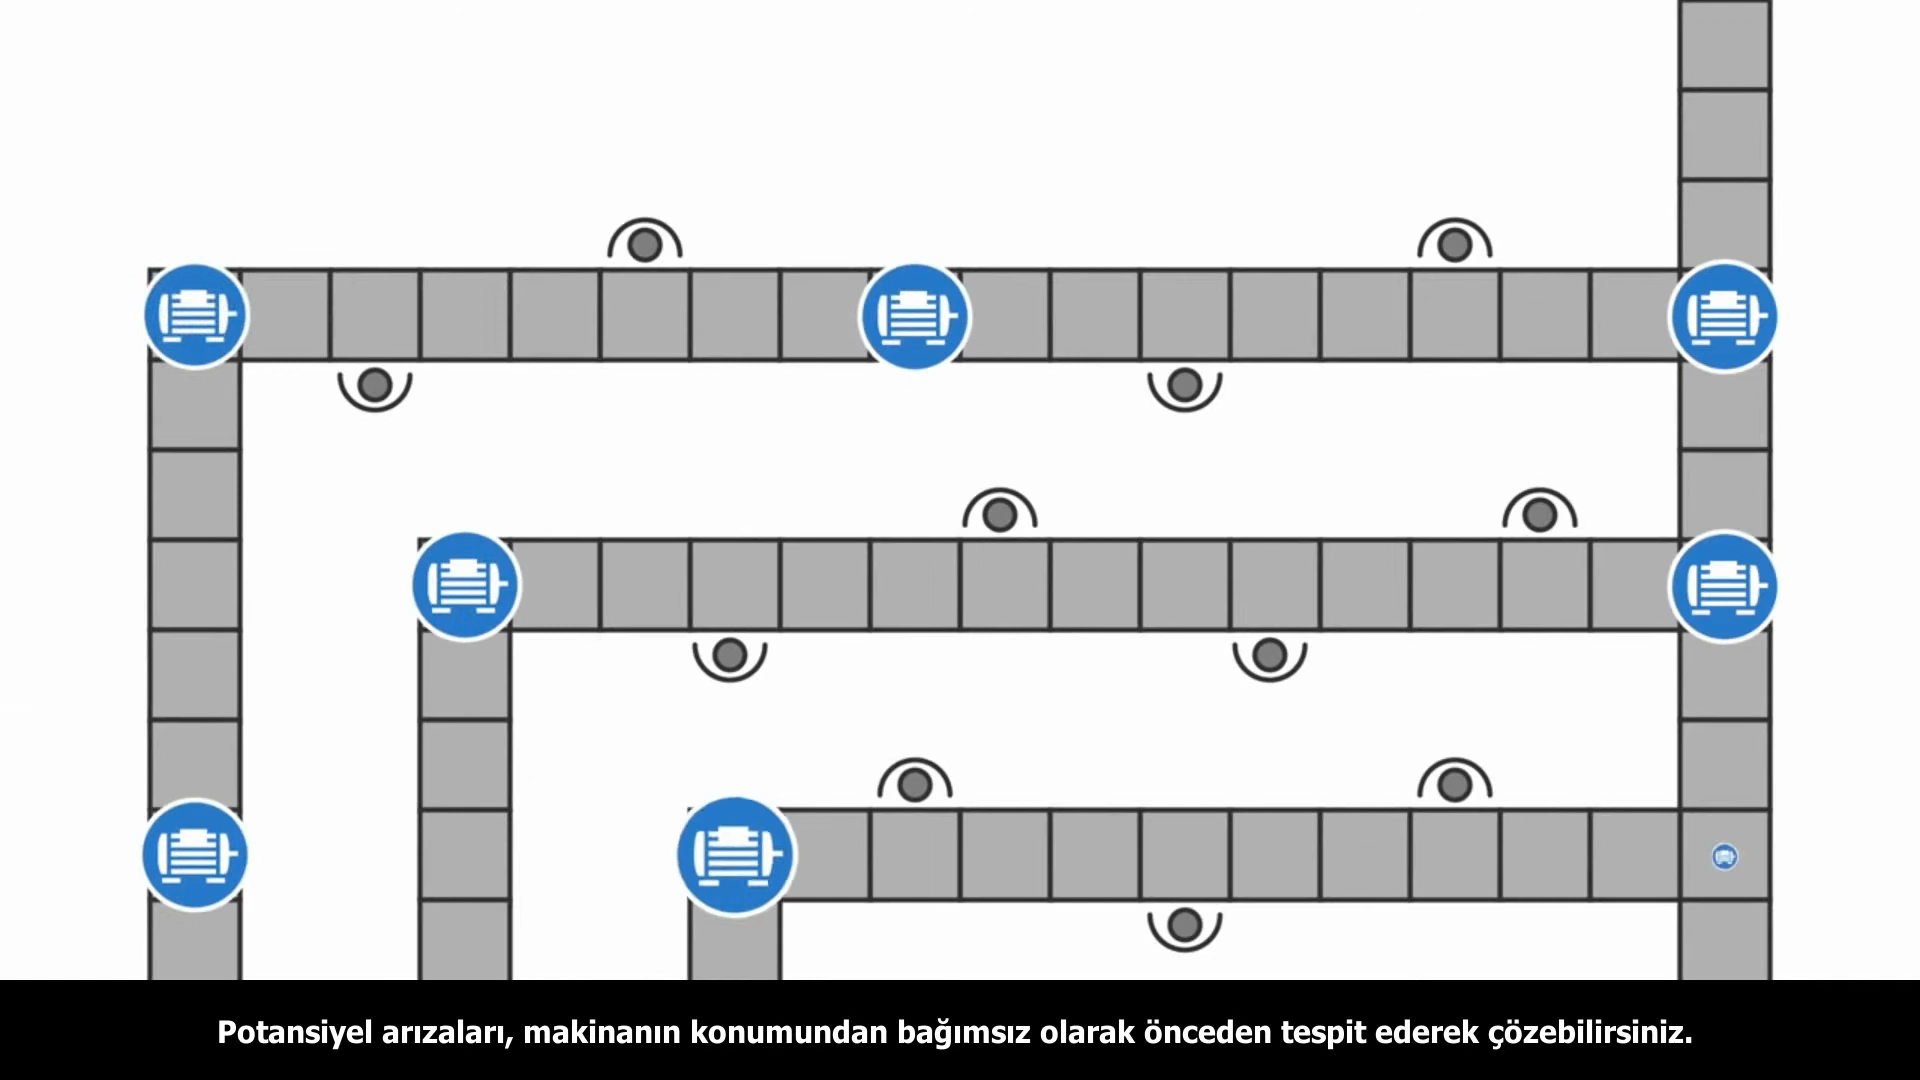 Potansiyel arızaları, makinanın konumundan bağımsız olarak önceden tespit ederek çözebilirsiniz.